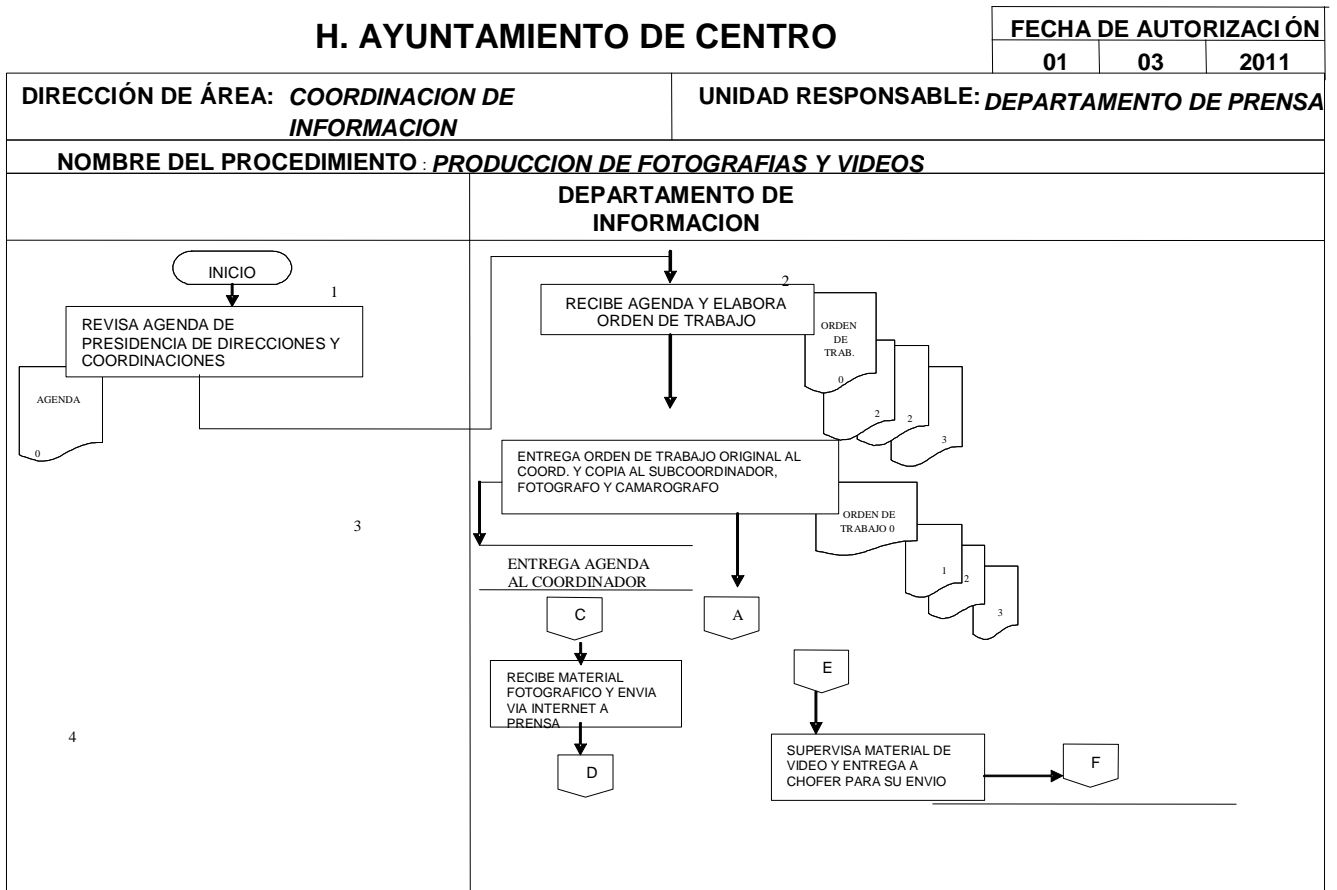 H. AYUNTAMIENTO DE CENTRO
FECHA DE AUTORIZACIÓN
01 03 2011
DIRECCIÓN DE ÁREA: COORDINACION DE
INFORMACION
UNIDAD RESPONSABLE: DEPARTAMENTO DE PRENSA
NOMBRE DEL PROCEDIMIENTO : PRODUCCION DE FOTOGRAFIAS Y VIDEOS
DEPARTAMENTO DE
INFORMACION
INICIO
1
REVISA AGENDA DE
PRESIDENCIA DE DIRECCIONES Y
COORDINACIONES
AGENDA
0
2
RECIBE AGENDA Y ELABORA
ORDEN DE TRABAJO
ORDEN
DE
TRAB.
0
2
2
3
ENTREGA ORDEN DE TRABAJO ORIGINAL AL
COORD. Y COPIA AL SUBCOORDINADOR,
FOTOGRAFO Y CAMAROGRAFO
ORDEN DE
TRABAJO 0
1
2
3
3
ENTREGA AGENDA
AL COORDINADOR
C
A
RECIBE MATERIAL
FOTOGRAFICO Y ENVIA
VIA INTERNET A
PRENSA
E
4
D
SUPERVISA MATERIAL DE
VIDEO Y ENTREGA A
CHOFER PARA SU ENVIO
F